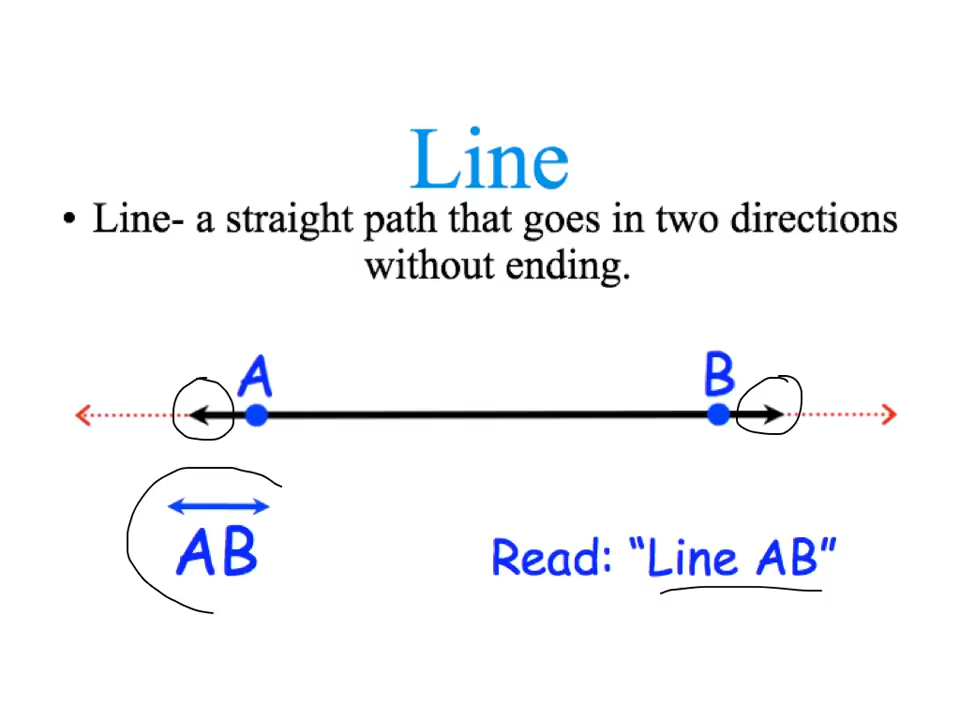 Line
• Line- a straight path that goes in two directions
without ending.
A B
AB Read: “Line AB”